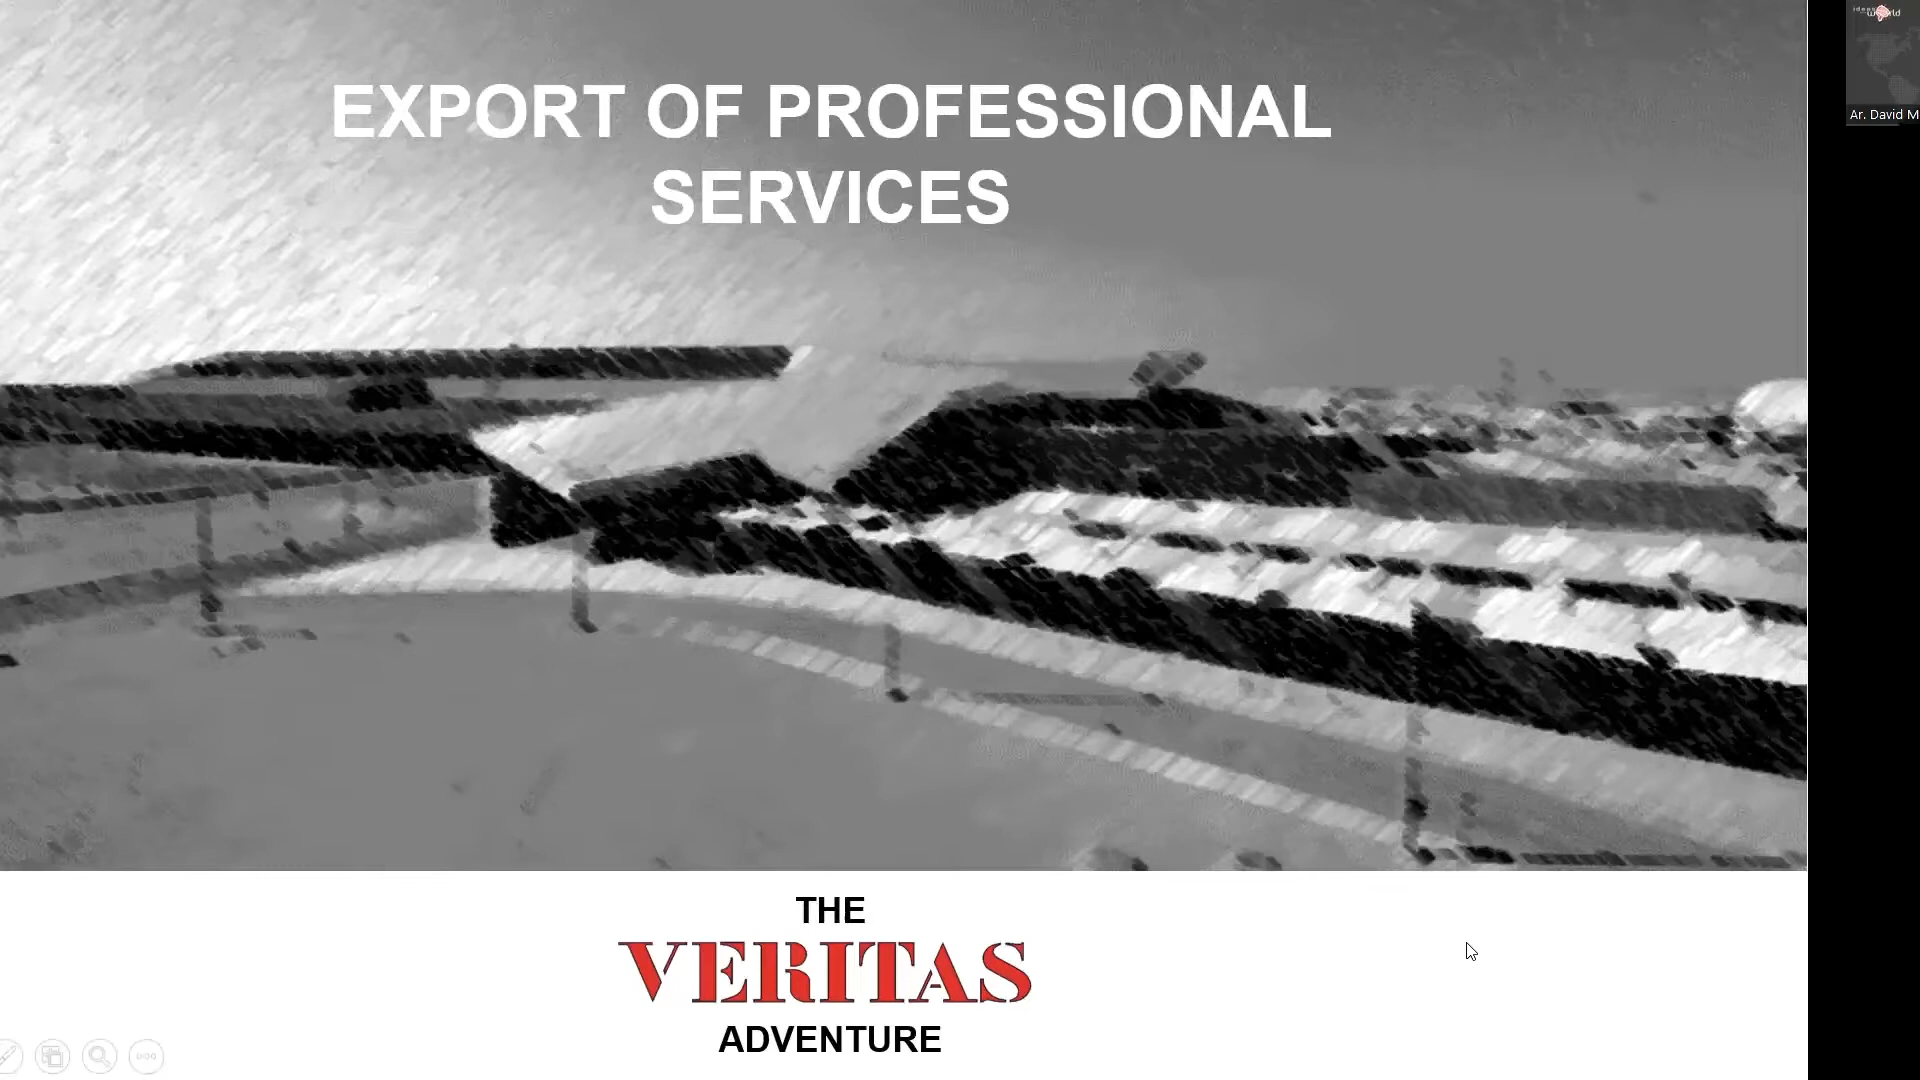 EXPORT OF PROFESSIONAL
SERVICES
THE
VERITAS
ADVENTURE
Ar. David M